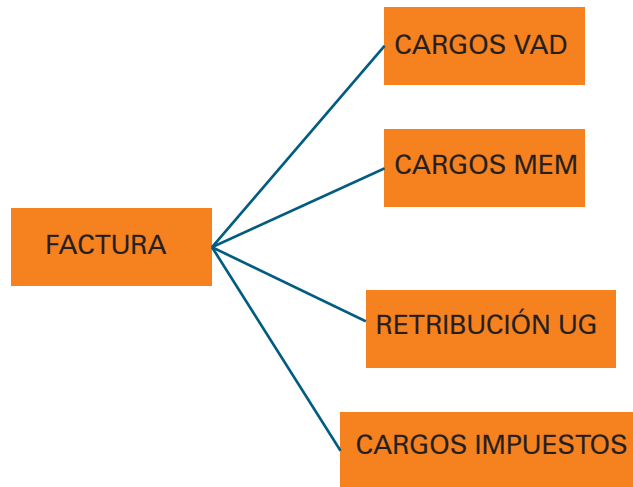 CARGOS VAD
CARGOS MEM
FACTURA
RETRIBUCIÓN UG
CARGOS IMPUESTOS